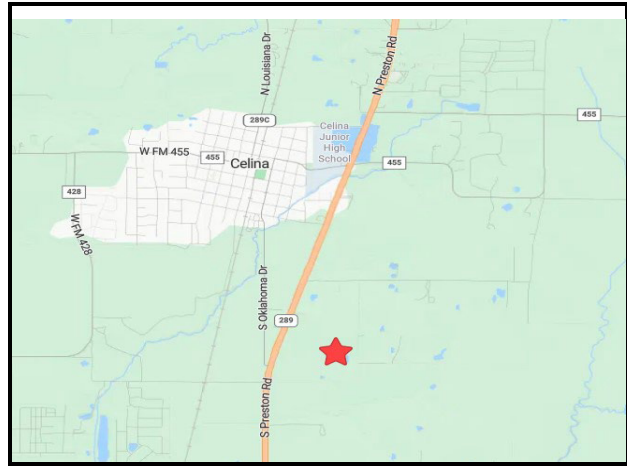 N Louisiana Dr
N Preston Rd
289C
455
Celina
Junior
High
School
W FM 455
455
Celina
455
428
W FM 428
S Oklahoma Dr
289
S Preston Rd